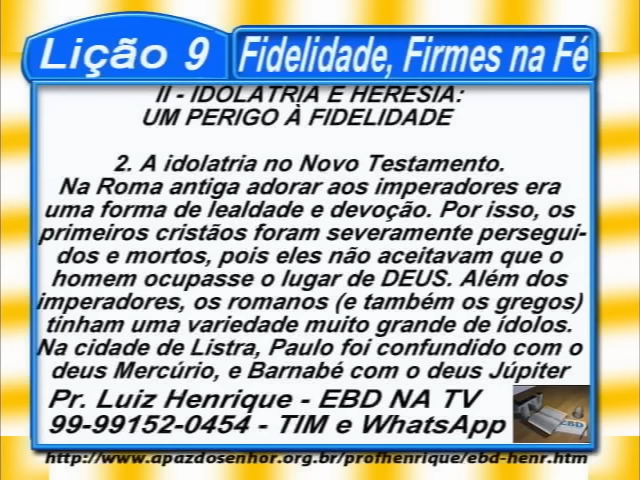 Lição 9
Fidelidade, Firmes na Fé
II - IDOLATRIA E HERESIA:
UM PERIGO À FIDELIDADE
2. A idolatria no Novo Testamento.
Na Roma antiga adorar aos imperadores era
uma forma de lealdade e devoção. Por isso, os
primeiros cristãos foram severamente persegui-
dos e mortos, pois eles não aceitavam que o
homem ocupasse o lugar de DEUS. Além dos
imperadores, os romanos (e também os gregos)
tinham uma variedade muito grande de ídolos.
Na cidade de Listra, Paulo foi confundido com o
deus Mercúrio, e Barnabé com o deus Júpiter
Pr. Luiz Henrique - EBD NA TV
99-99152-0454 - TIM e WhatsApp
EBD
http://www.apazdosenhor.org.br/profhenrique/ebd-henr.htm